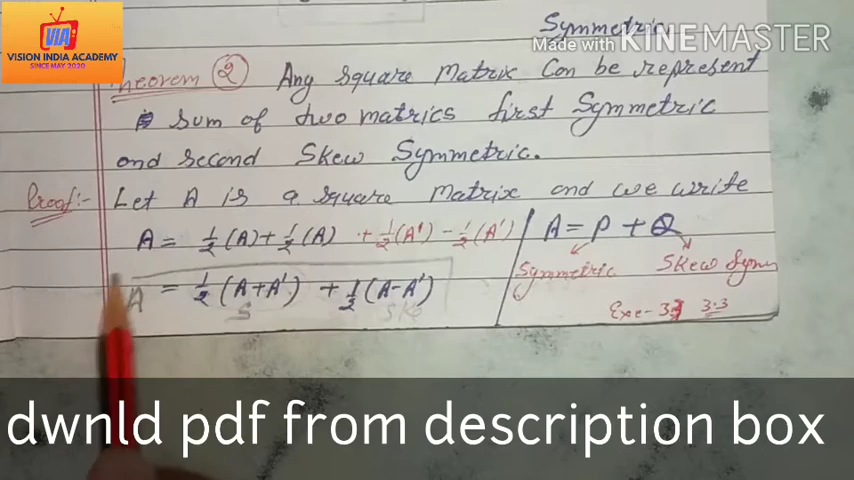 Symmetric
Made with KINEMASTER
VIA
VISION INDIA ACADEMY
SINCE MAY 2020
Theorem 2 Any square Matrix Can be represent
sum of two matrics first Symmetric
and second Skew Symmetric.
Proof:- Let A is a square matrix and we write
A = 1/2 (A) + 1/2 (A) + 1/2 (A') - 1/2 (A') A = P + Q
Symmetric Skew Symm
A = 1/2 (A+A') + 1/2 (A-A')
S SKS
Exe- 3.3
dwnld pdf from description box